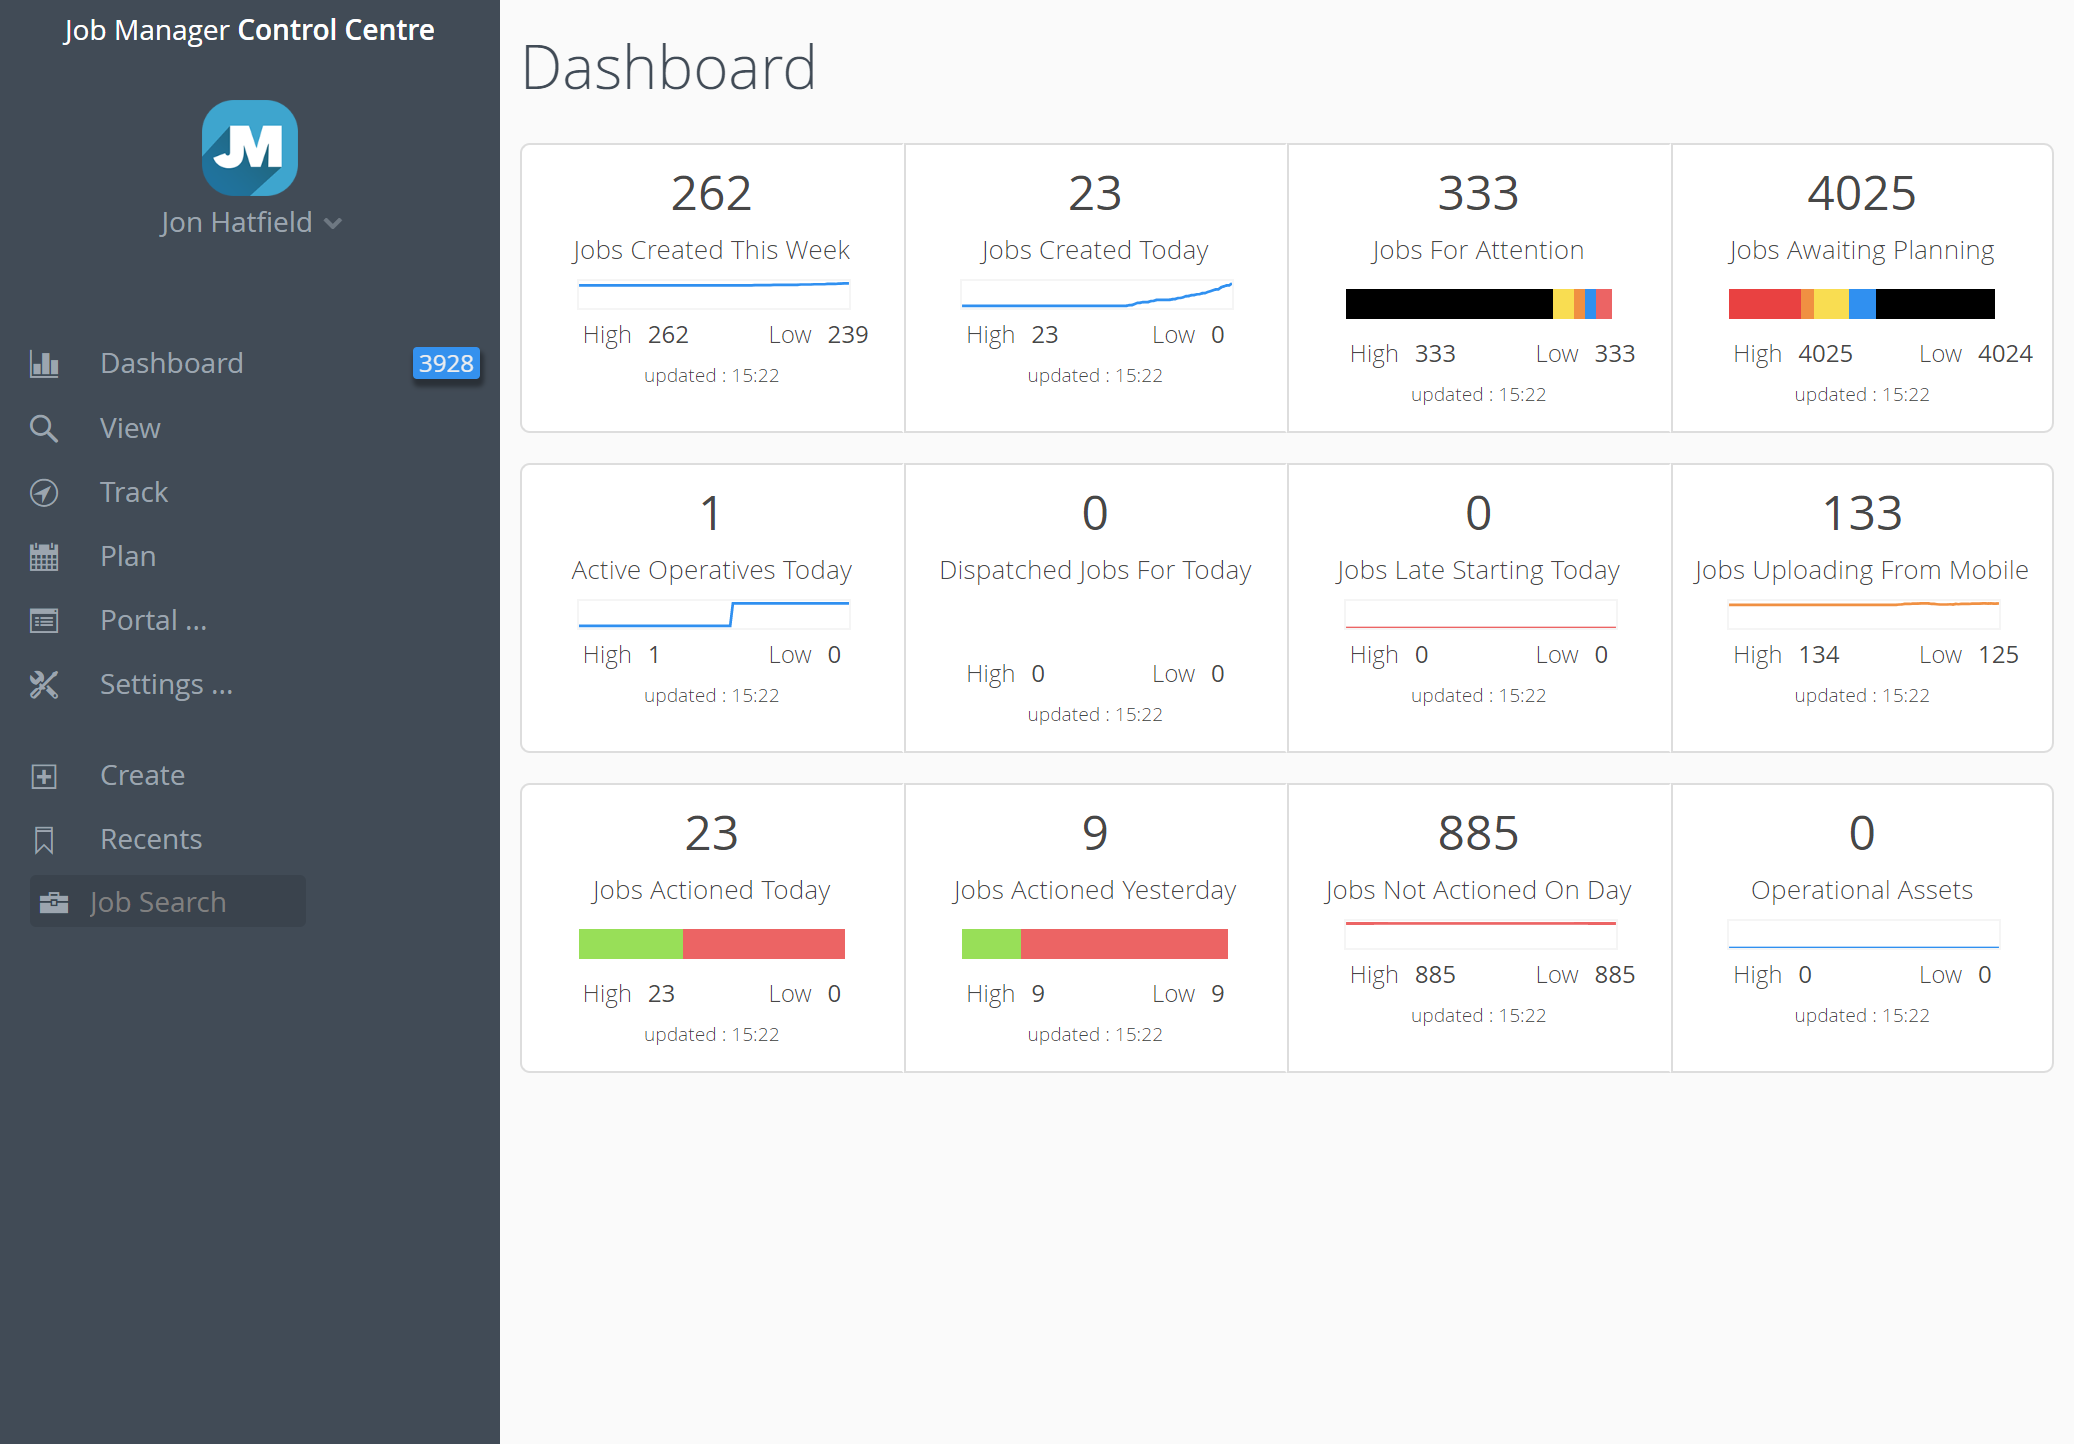 Job Manager Control Centre
JM
Jon Hatfield
Dashboard 3928
View
Track
Plan
Portal ...
Settings ...
Create
Recents
Job Search
Dashboard
262
Jobs Created This Week
High 262 Low 239
updated : 15:22
23
Jobs Created Today
High 23 Low 0
updated : 15:22
333
Jobs For Attention
High 333 Low 333
updated : 15:22
4025
Jobs Awaiting Planning
High 4025 Low 4024
updated : 15:22
1
Active Operatives Today
High 1 Low 0
updated : 15:22
0
Dispatched Jobs For Today
High 0 Low 0
updated : 15:22
0
Jobs Late Starting Today
High 0 Low 0
updated : 15:22
133
Jobs Uploading From Mobile
High 134 Low 125
updated : 15:22
23
Jobs Actioned Today
High 23 Low 0
updated : 15:22
9
Jobs Actioned Yesterday
High 9 Low 9
updated : 15:22
885
Jobs Not Actioned On Day
High 885 Low 885
updated : 15:22
0
Operational Assets
High 0 Low 0
updated : 15:22